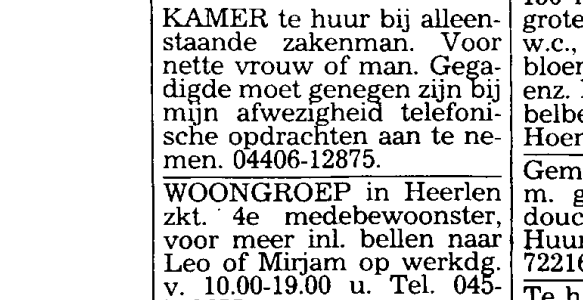 KAMER te huur bij alleen-
staande zakenman. Voor
nette vrouw of man. Gega-
digde moet genegen zijn bij
mijn afwezigheid telefoni-
sche opdrachten aan te ne-
men. 04406-12875.
WOONGROEP in Heerlen
zkt. 4e medebewoonster,
voor meer inl. bellen naar
Leo of Mirjam op werkdg.
v. 10.00-19.00 u. Tel. 045-
grote
w.c.,
enz.
Gem
m. g
douc
Huur
7221
Te h